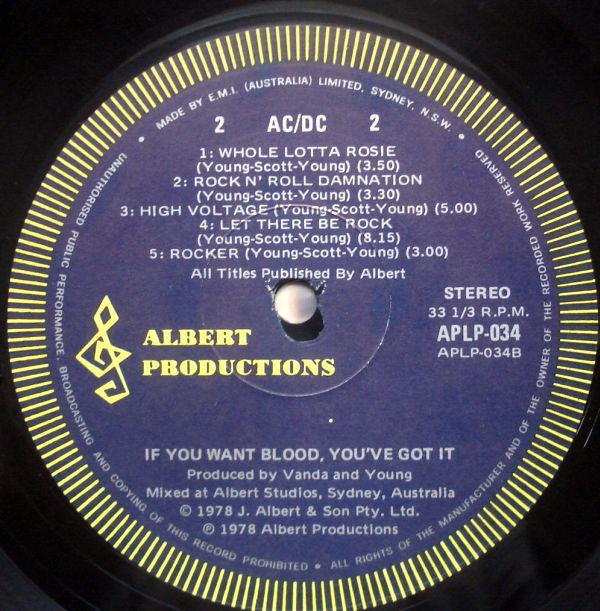 • MADE BY E.M.I. (AUSTRALIA) LIMITED, SYDNEY, N.S.W. •
2 AC/DC 2
1: WHOLE LOTTA ROSIE
(Young-Scott-Young) (3.50)
2: ROCK N' ROLL DAMNATION
(Young-Scott-Young) (3.30)
3: HIGH VOLTAGE (Young-Scott-Young) (5.00)
4: LET THERE BE ROCK
(Young-Scott-Young) (8.15)
5: ROCKER (Young-Scott-Young) (3.00)
All Titles Published By Albert
STEREO
33 1/3 R.P.M.
APLP-034
APLP-034B
ALBERT
PRODUCTIONS
IF YOU WANT BLOOD, YOU'VE GOT IT
Produced by Vanda and Young
Mixed at Albert Studios, Sydney, Australia
© 1978 J. Albert & Son Pty. Ltd.
℗ 1978 Albert Productions
UNAUTHORISED PUBLIC PERFORMANCE, BROADCASTING AND COPYING OF THIS RECORD PROHIBITED • ALL RIGHTS OF THE MANUFACTURER AND OF THE OWNER OF THE RECORDED WORK RESERVED